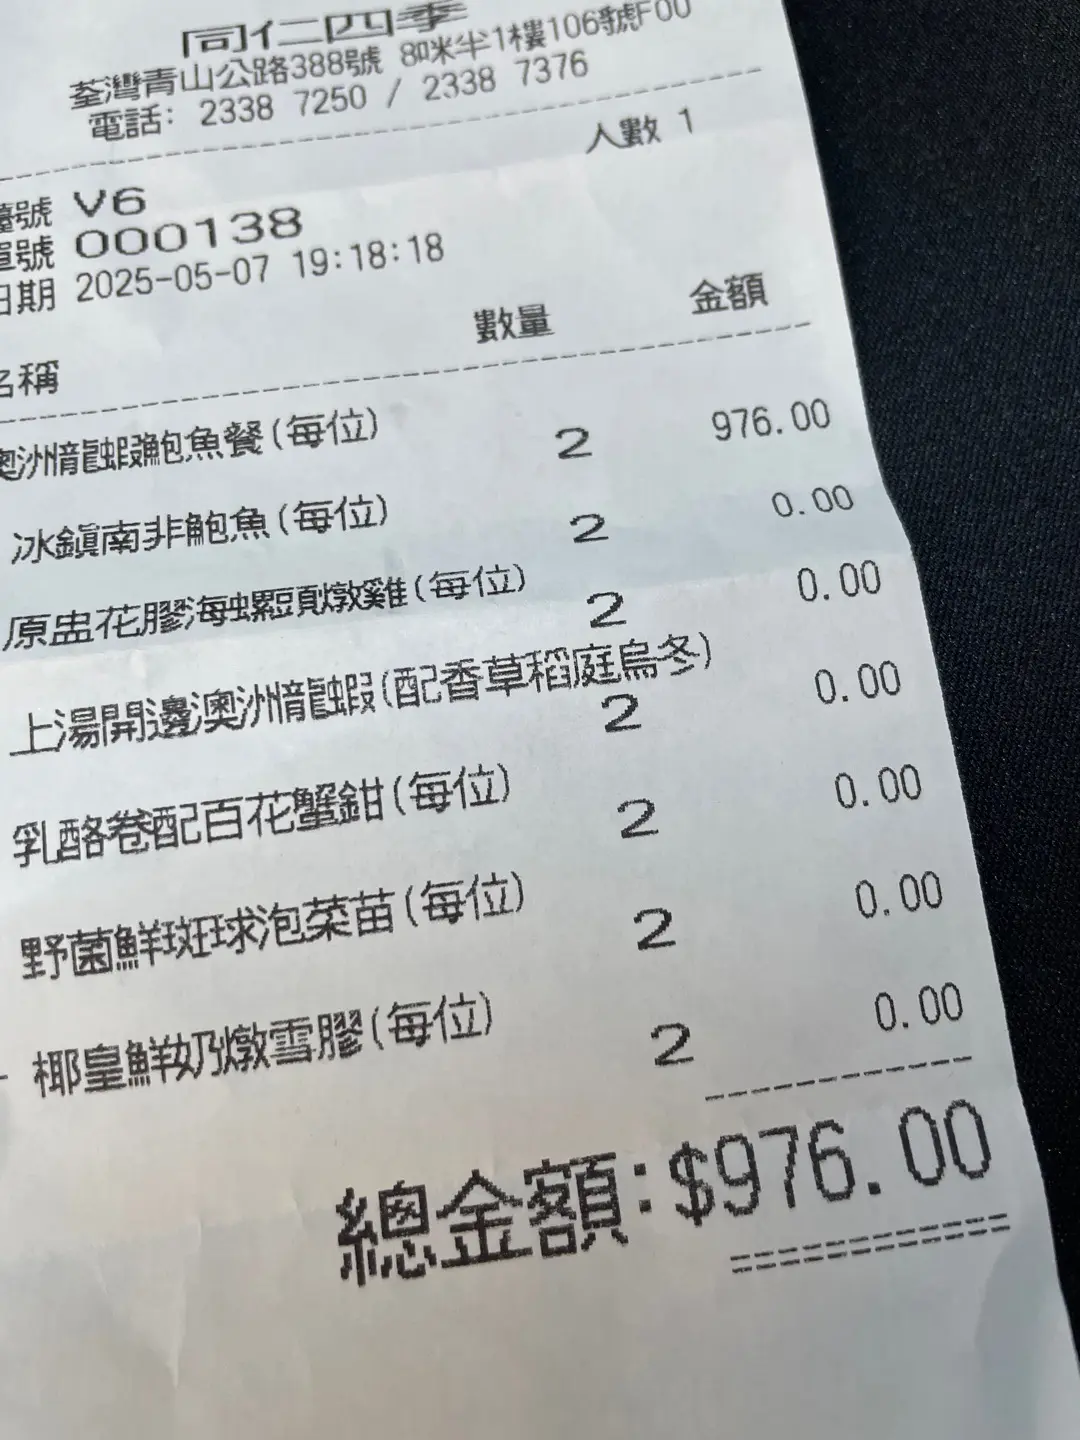 同仁四季
荃灣青山公路388號 8咪半1樓106號F00
電話: 2338 7250 / 2338 7376
人數 1
檯號 V6
單號 000138
日期 2025-05-07 19:18:18
名稱 數量 金額
澳洲龍蝦鮑魚餐(每位) 2 976.00
冰鎮南非鮑魚(每位) 2 0.00
原盅花膠海螺頭燉雞(每位) 2 0.00
上湯開邊澳洲龍蝦(配香草稻庭烏冬) 2 0.00
乳酪卷配百花蟹鉗(每位) 2 0.00
野菌鮮斑球泡菜苗(每位) 2 0.00
椰皇鮮奶燉雪膠(每位) 2 0.00
總金額:$976.00